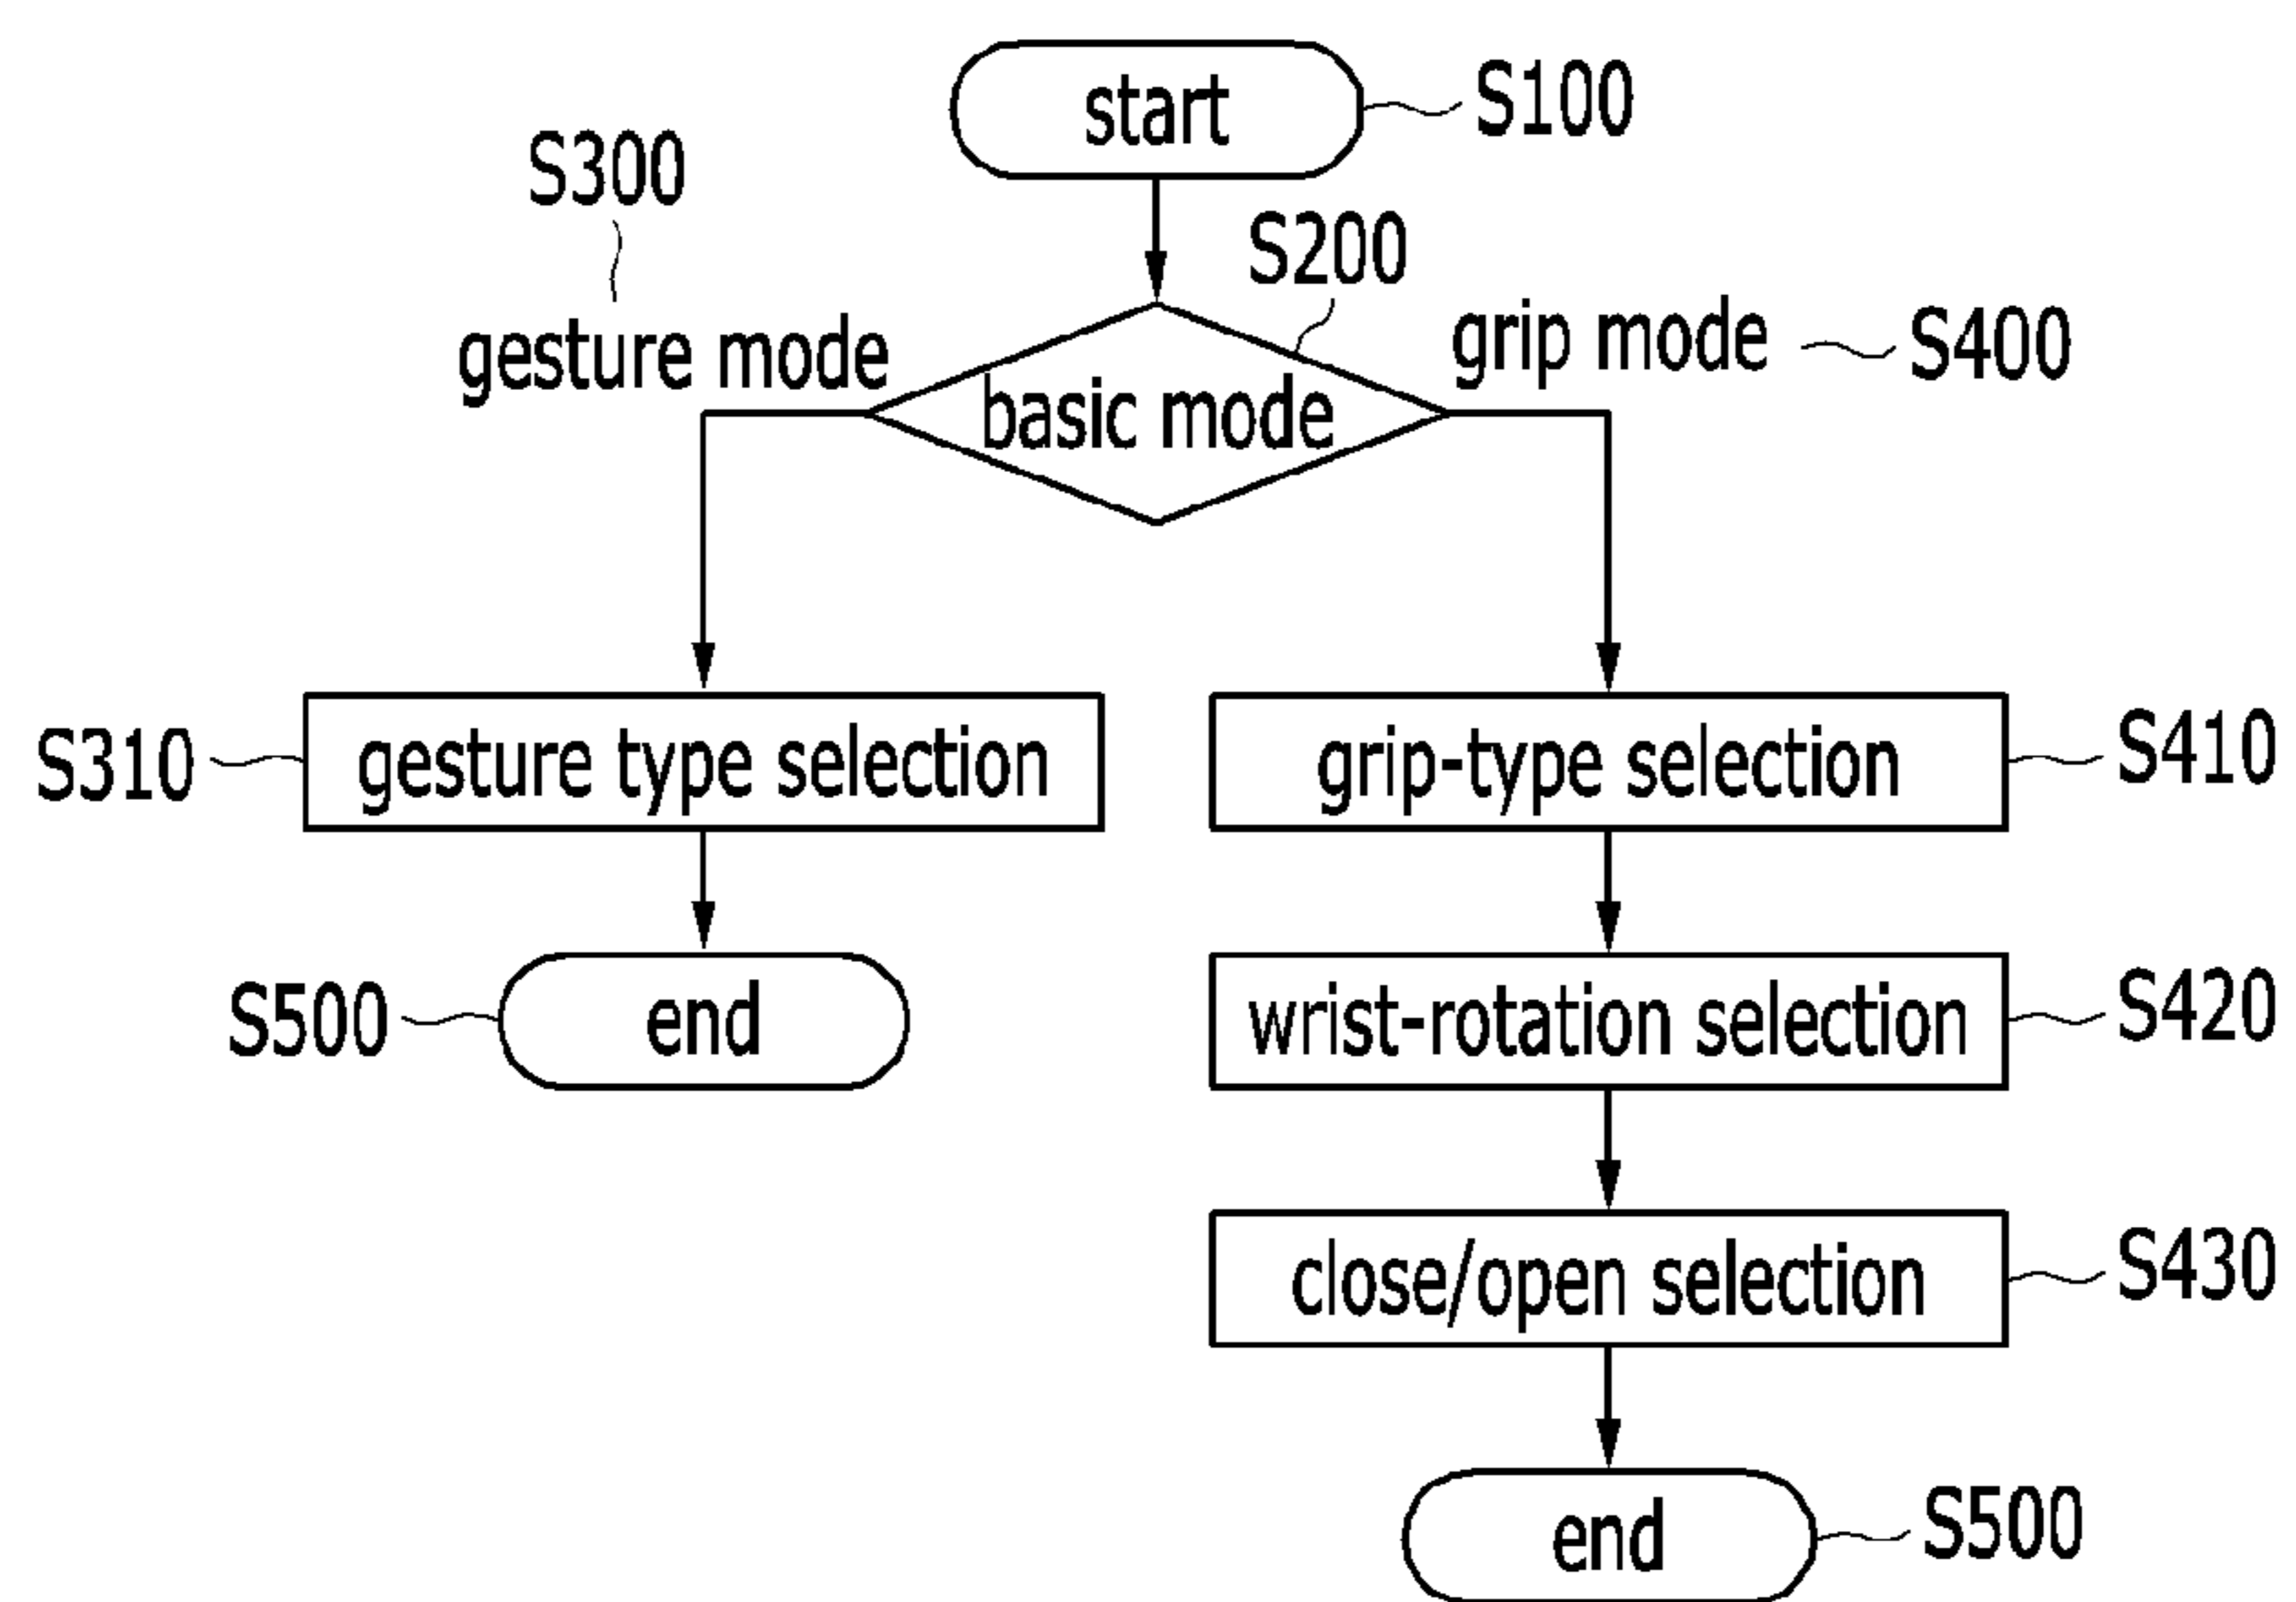 start
S100
S300
S200
gesture mode
basic mode
grip mode
S400
S310
gesture type selection
grip-type selection
S410
S500
end
wrist-rotation selection
S420
close/open selection
S430
end
S500